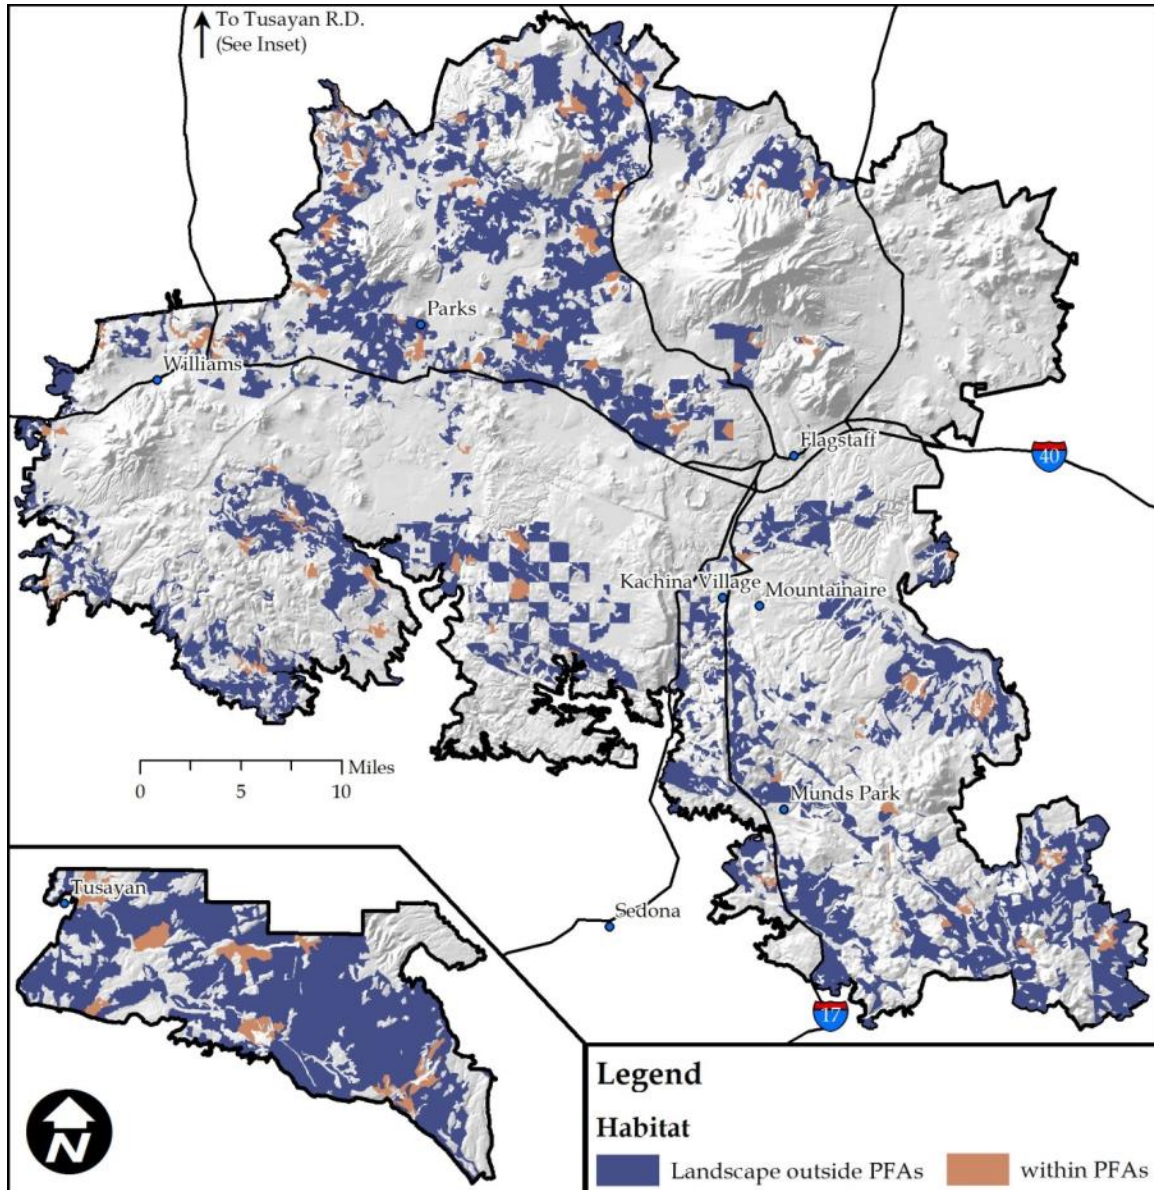 To Tusayan R.D.
(See Inset)
Parks
Williams
Flagstaff
40
Kachina Village
Mountainaire
Miles
0 5 10
Munds Park
Tusayan
Sedona
17
N
Legend
Habitat
Landscape outside PFAs within PFAs